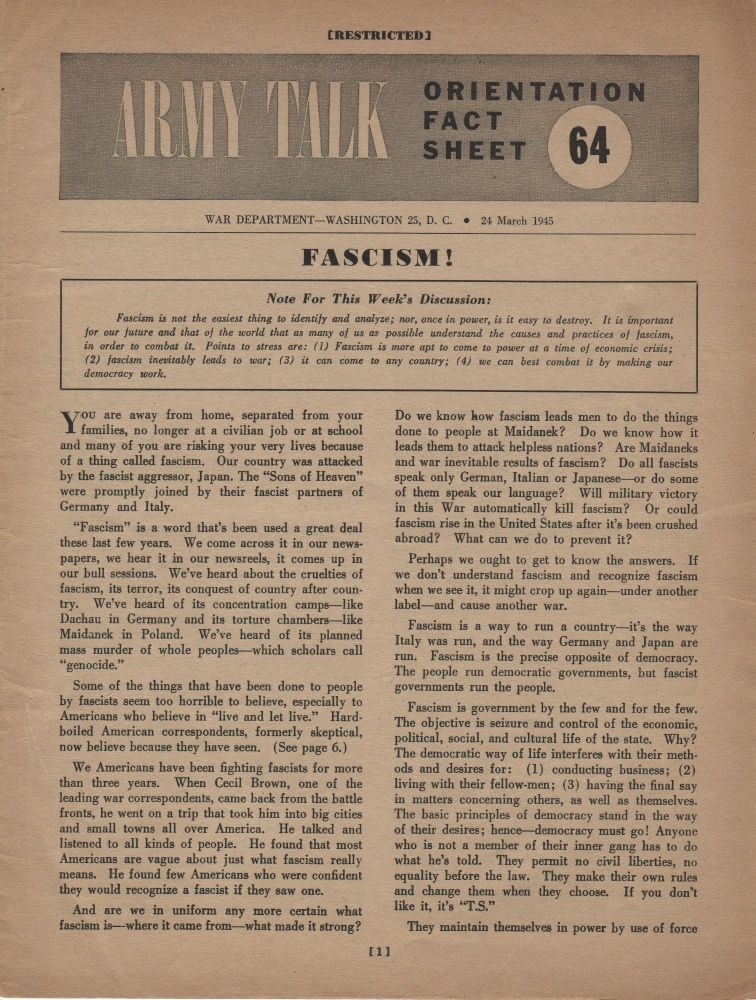 [RESTRICTED]
ARMY TALK
ORIENTATION
FACT
SHEET 64
WAR DEPARTMENT—WASHINGTON 25, D. C. • 24 March 1945
FASCISM!
Note For This Week's Discussion:
Fascism is not the easiest thing to identify and analyze; nor, once in power, is it easy to destroy. It is important
for our future and that of the world that as many of us as possible understand the causes and practices of fascism,
in order to combat it. Points to stress are: (1) Fascism is more apt to come to power at a time of economic crisis;
(2) fascism inevitably leads to war; (3) it can come to any country; (4) we can best combat it by making our
democracy work.
YOU are away from home, separated from your
families, no longer at a civilian job or at school
and many of you are risking your very lives because
of a thing called fascism. Our country was attacked
by the fascist aggressor, Japan. The "Sons of Heaven"
were promptly joined by their fascist partners of
Germany and Italy.
"Fascism" is a word that's been used a great deal
these last few years. We come across it in our news-
papers, we hear it in our newsreels, it comes up in
our bull sessions. We've heard about the cruelties of
fascism, its terror, its conquest of country after coun-
try. We've heard of its concentration camps—like
Dachau in Germany and its torture chambers—like
Maidanek in Poland. We've heard of its planned
mass murder of whole peoples—which scholars call
"genocide."
Some of the things that have been done to people
by fascists seem too horrible to believe, especially to
Americans who believe in "live and let live." Hard-
boiled American correspondents, formerly skeptical,
now believe because they have seen. (See page 6.)
We Americans have been fighting fascists for more
than three years. When Cecil Brown, one of the
leading war correspondents, came back from the battle
fronts, he went on a trip that took him into big cities
and small towns all over America. He talked and
listened to all kinds of people. He found that most
Americans are vague about just what fascism really
means. He found few Americans who were confident
they would recognize a fascist if they saw one.
And are we in uniform any more certain what
fascism is—where it came from—what made it strong?
Do we know how fascism leads men to do the things
done to people at Maidanek? Do we know how it
leads them to attack helpless nations? Are Maidaneks
and war inevitable results of fascism? Do all fascists
speak only German, Italian or Japanese—or do some
of them speak our language? Will military victory
in this War automatically kill fascism? Or could
fascism rise in the United States after it's been crushed
abroad? What can we do to prevent it?
Perhaps we ought to get to know the answers. If
we don't understand fascism and recognize fascism
when we see it, it might crop up again—under another
label—and cause another war.
Fascism is a way to run a country—it's the way
Italy was run, and the way Germany and Japan are
run. Fascism is the precise opposite of democracy.
The people run democratic governments, but fascist
governments run the people.
Fascism is government by the few and for the few.
The objective is seizure and control of the economic,
political, social, and cultural life of the state. Why?
The democratic way of life interferes with their meth-
ods and desires for: (1) conducting business; (2)
living with their fellow-men; (3) having the final say
in matters concerning others, as well as themselves.
The basic principles of democracy stand in the way
of their desires; hence—democracy must go! Anyone
who is not a member of their inner gang has to do
what he's told. They permit no civil liberties, no
equality before the law. They make their own rules
and change them when they choose. If you don't
like it, it's "T.S."
They maintain themselves in power by use of force
[1]